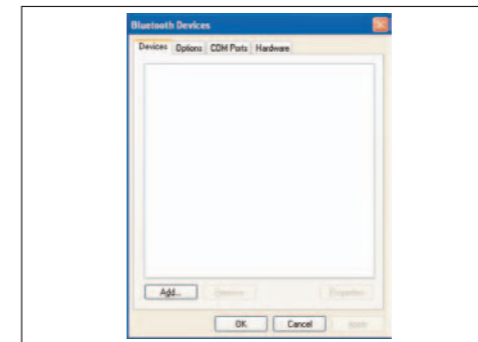 Bluetooth Devices
Devices Options COM Ports Hardware
Add... Remove Properties
OK Cancel Apply